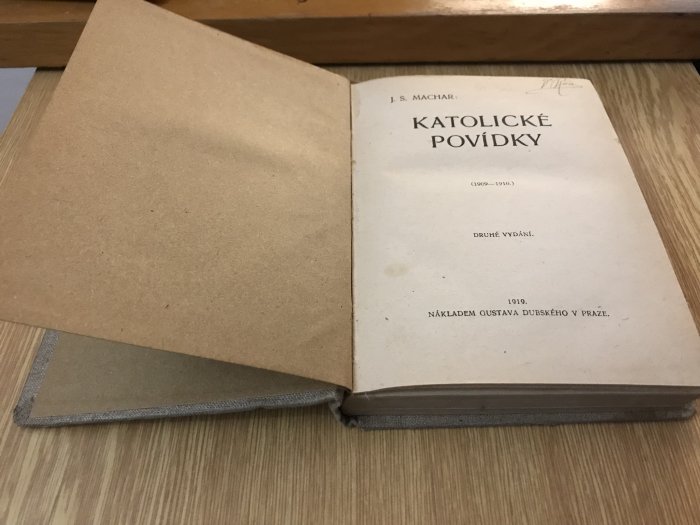 J. S. MACHAR:
KATOLICKÉ
POVÍDKY
(1909—1910.)
DRUHÉ VYDÁNÍ.
1919.
NÁKLADEM GUSTAVA DUBSKÉHO V PRAZE.